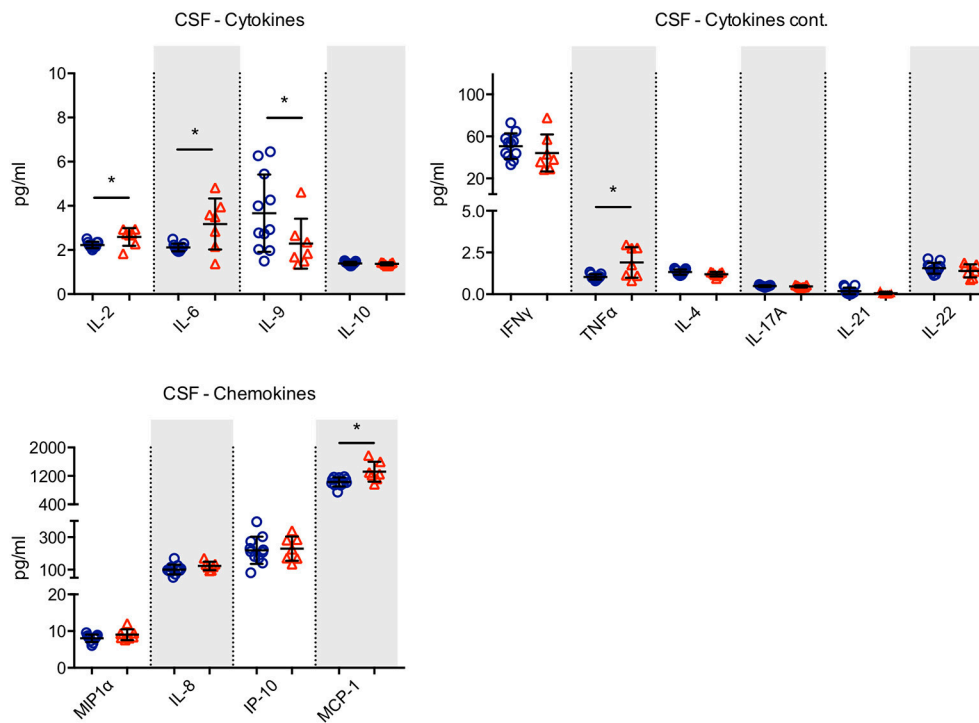 CSF - Cytokines
10
8
6
4
2
0
pg/ml
*
*
*
IL-2
IL-6
IL-9
IL-10
CSF - Cytokines cont.
100
60
20
5.0
2.5
0.0
pg/ml
*
IFNγ
TNFα
IL-4
IL-17A
IL-21
IL-22
CSF - Chemokines
2000
1200
400
300
100
20
10
0
pg/ml
*
MIP1α
IL-8
IP-10
MCP-1